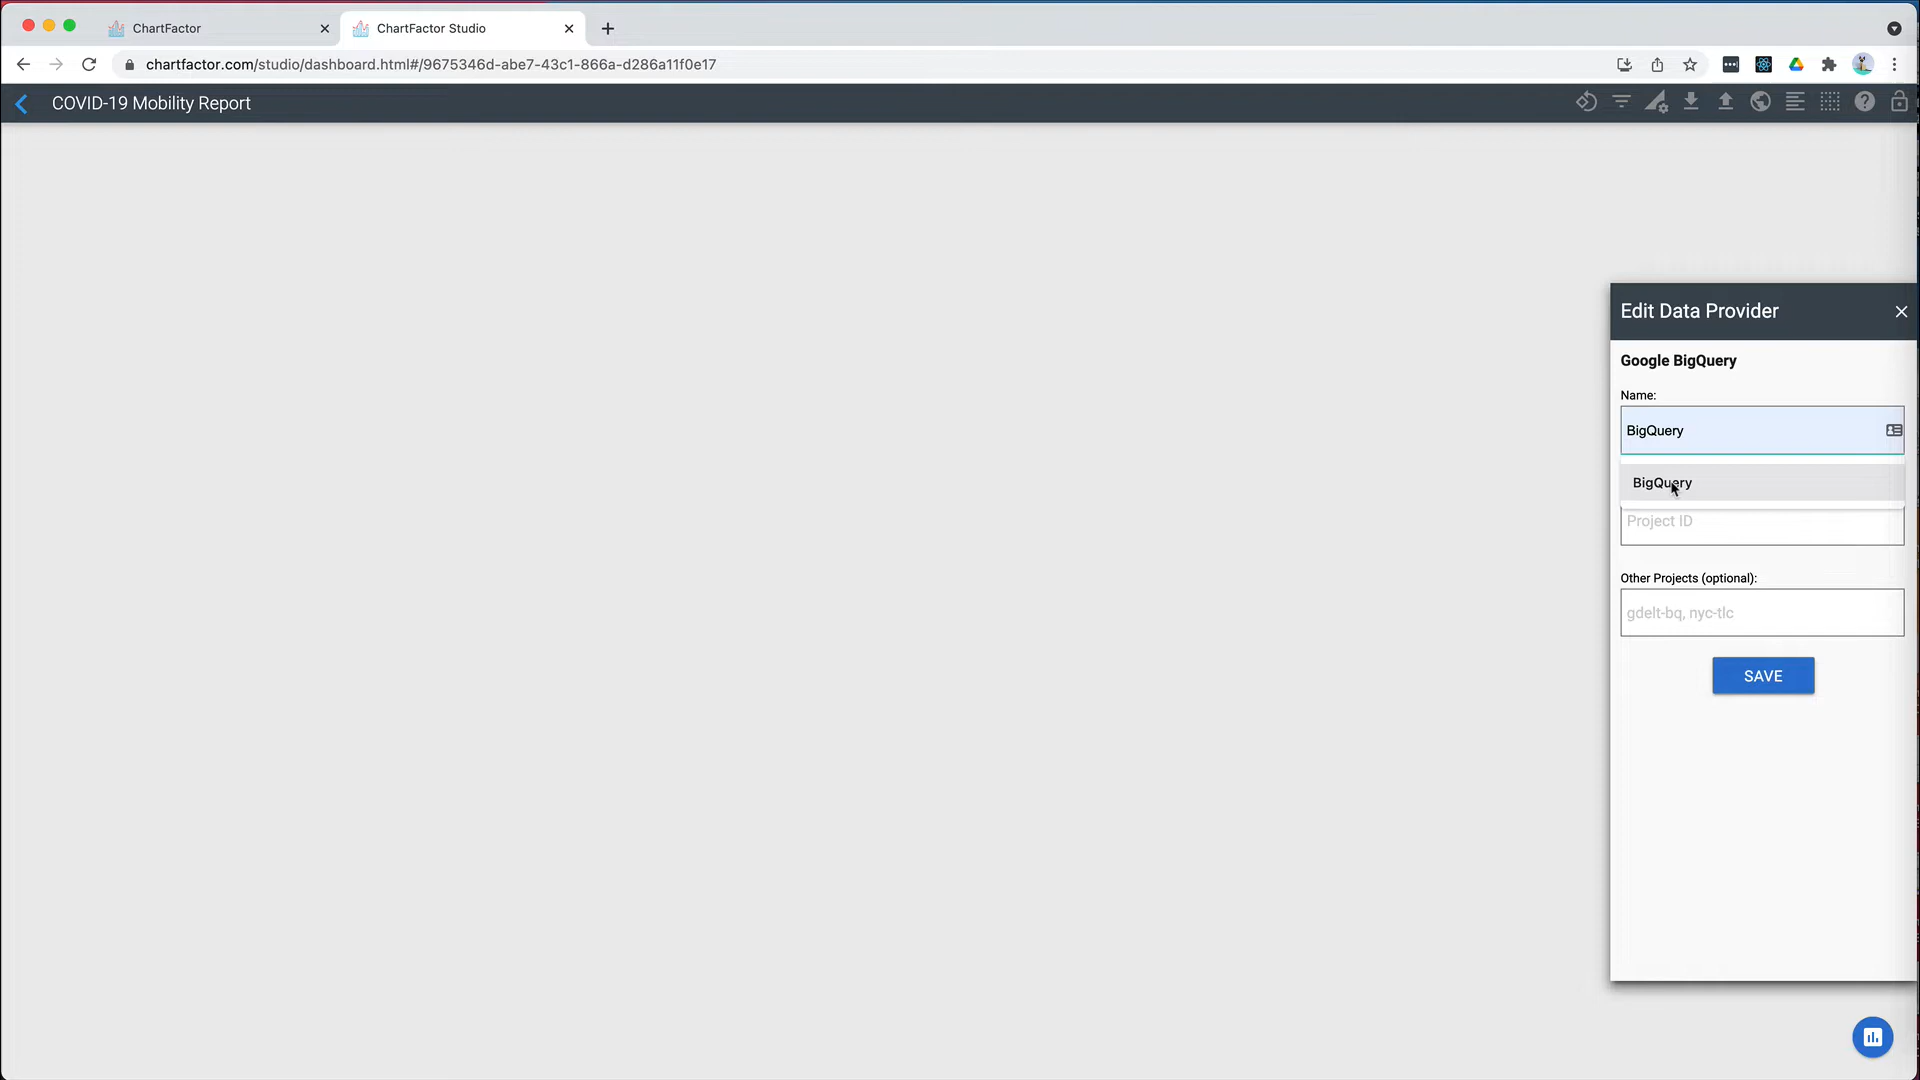 ChartFactor
ChartFactor Studio
chartfactor.com/studio/dashboard.html#/9675346d-abe7-43c1-866a-d286a11f0e17
COVID-19 Mobility Report
Edit Data Provider
Google BigQuery
Name:
BigQuery
BigQuery
Project ID
Other Projects (optional):
gdelt-bq, nyc-tlc
SAVE